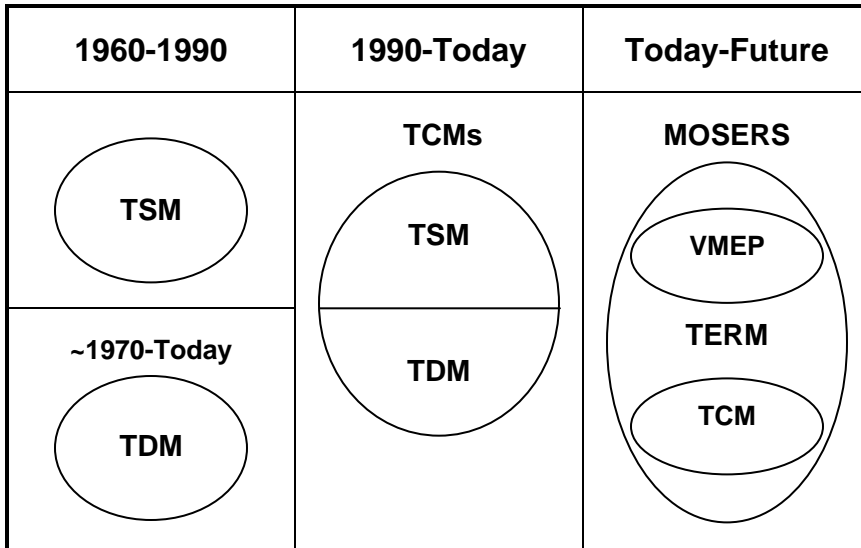 1960-1990
1990-Today
Today-Future
TSM
~1970-Today
TDM
TCMs
TSM
TDM
MOSERS
VMEP
TERM
TCM